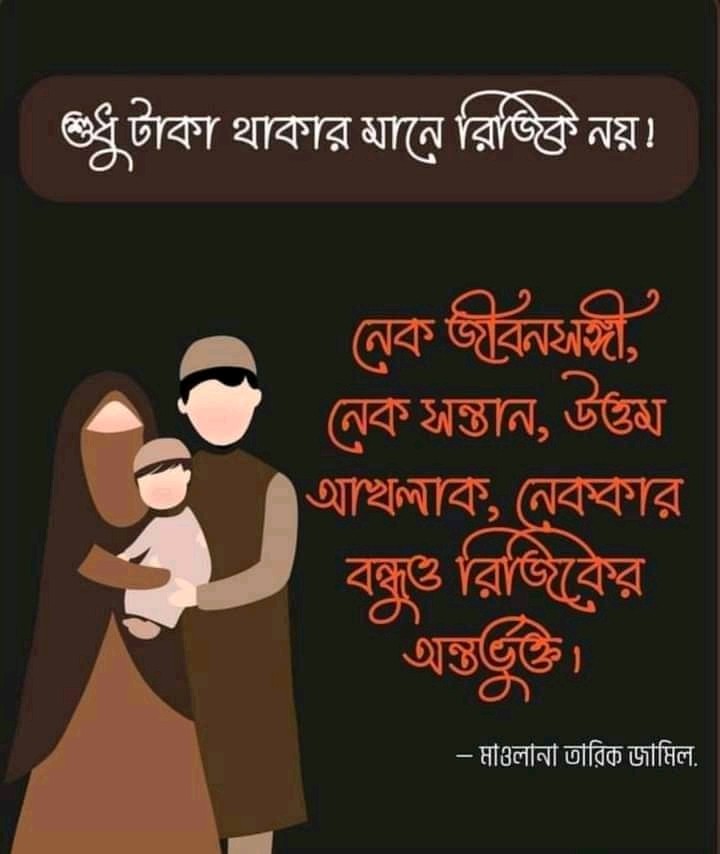 শুধু টাকা থাকার মানে রিজিক নয়!
নেক জীবনসঙ্গী,
নেক সন্তান, উত্তম
আখলাক, নেককার
বন্ধুও রিজিকের
অন্তর্ভুক্ত।
– মাওলানা তারিক জামিল.